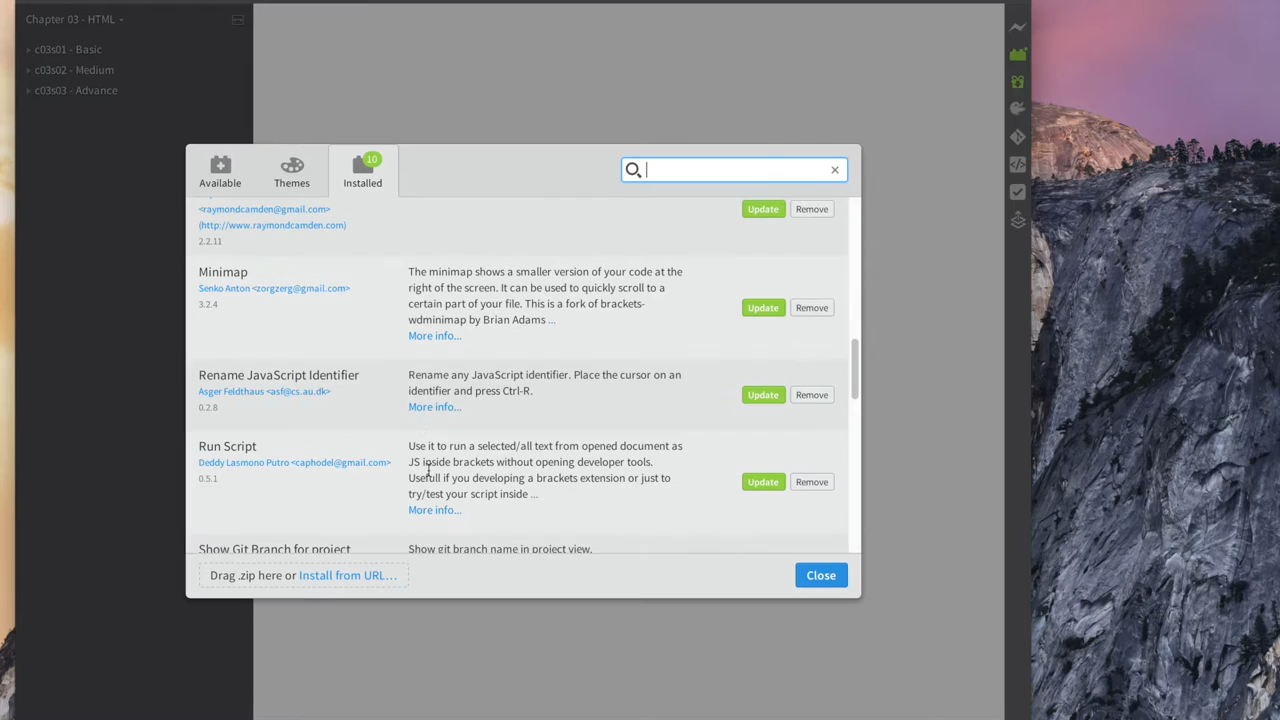 Chapter 03 - HTML
c03s01 - Basic
c03s02 - Medium
c03s03 - Advance
Available
Themes
10
Installed
<raymondcamden@gmail.com>
(http://www.raymondcamden.com)
2.2.11
Update
Remove
Minimap
Senko Anton <zorgzerg@gmail.com>
3.2.4
The minimap shows a smaller version of your code at the
right of the screen. It can be used to quickly scroll to a
certain part of your file. This is a fork of brackets-
wdminimap by Brian Adams ...
More info...
Update
Remove
Rename JavaScript Identifier
Asger Feldthaus <asf@cs.au.dk>
0.2.8
Rename any JavaScript identifier. Place the cursor on an
identifier and press Ctrl-R.
More info...
Update
Remove
Run Script
Deddy Lasmono Putro <caphodel@gmail.com>
0.5.1
Use it to run a selected/all text from opened document as
JS inside brackets without opening developer tools.
Usefull if you developing a brackets extension or just to
try/test your script inside ...
More info...
Update
Remove
Show Git Branch for project
Show git branch name in project view.
Drag .zip here or Install from URL...
Close